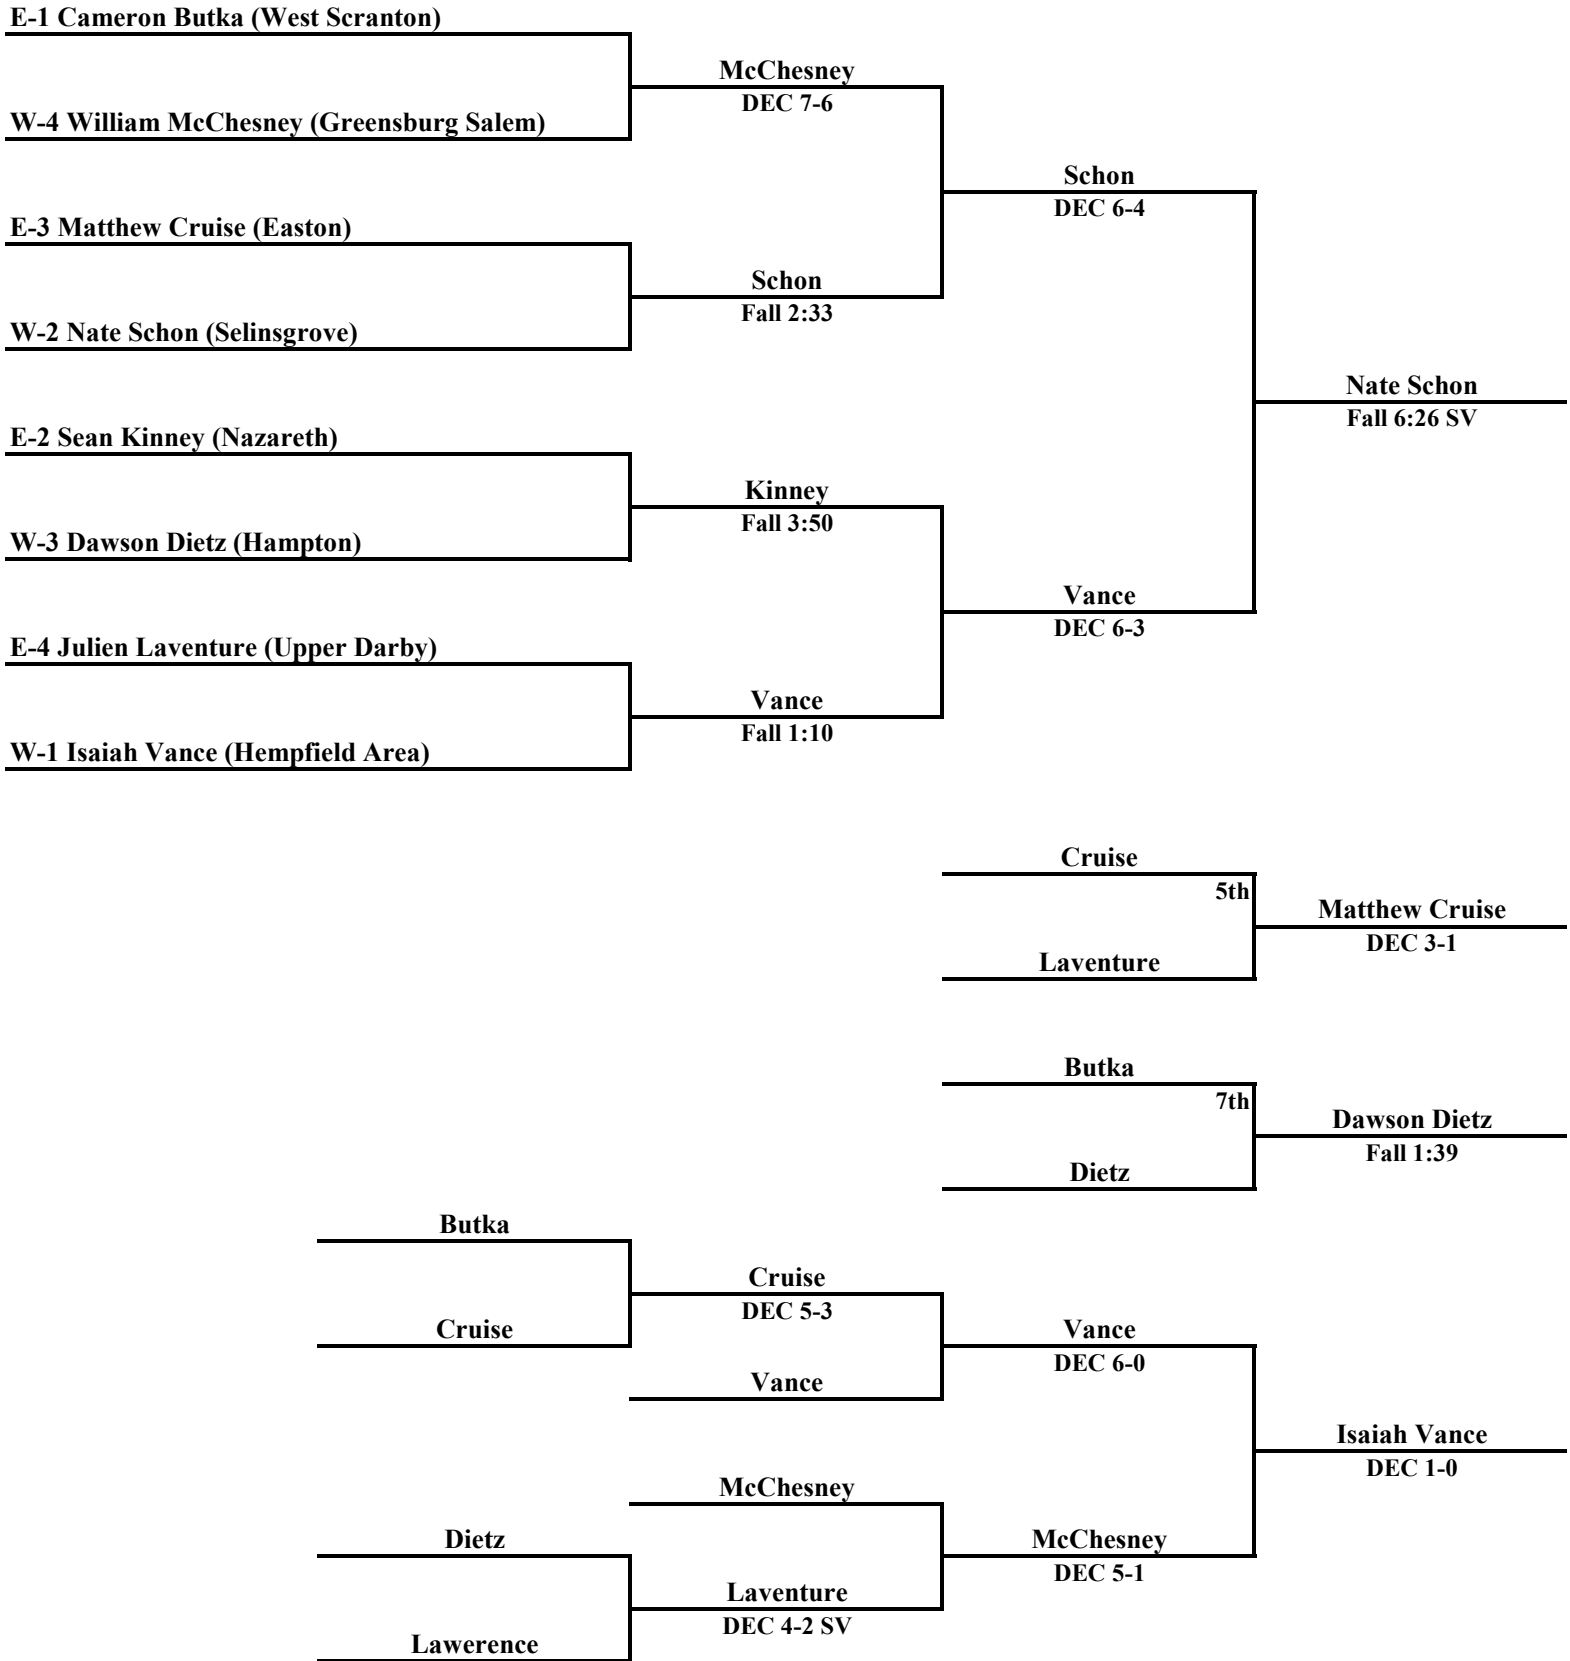 E-1 Cameron Butka (West Scranton)
McChesney
DEC 7-6
W-4 William McChesney (Greensburg Salem)
Schon
DEC 6-4
E-3 Matthew Cruise (Easton)
Schon
Fall 2:33
W-2 Nate Schon (Selinsgrove)
Nate Schon
Fall 6:26 SV
E-2 Sean Kinney (Nazareth)
Kinney
Fall 3:50
W-3 Dawson Dietz (Hampton)
Vance
DEC 6-3
E-4 Julien Laventure (Upper Darby)
Vance
Fall 1:10
W-1 Isaiah Vance (Hempfield Area)
Cruise
5th
Matthew Cruise
DEC 3-1
Laventure
Butka
7th
Dawson Dietz
Fall 1:39
Dietz
Butka
Cruise
DEC 5-3
Cruise
Vance
DEC 6-0
Vance
Isaiah Vance
DEC 1-0
McChesney
Dietz
McChesney
DEC 5-1
Laventure
DEC 4-2 SV
Lawerence